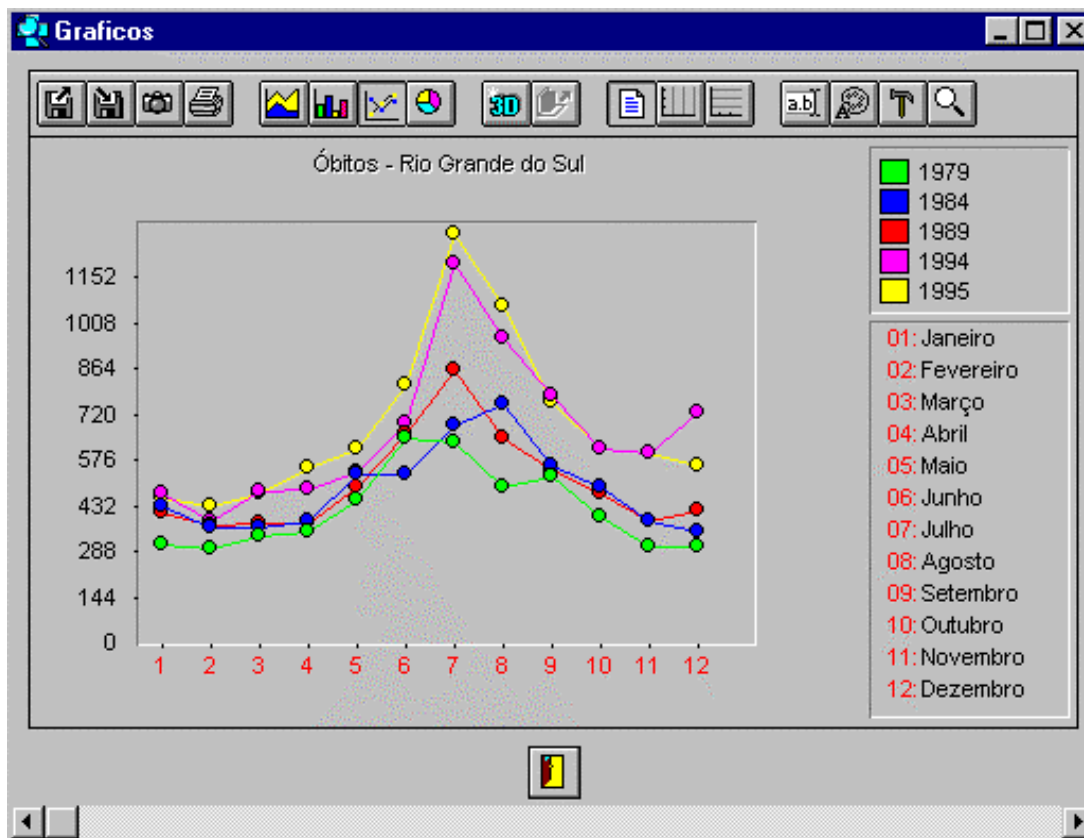 Graficos
3D
a.b
A
Óbitos - Rio Grande do Sul
1979
1984
1989
1994
1995
1152
1008
864
720
576
432
288
144
0
1 2 3 4 5 6 7 8 9 10 11 12
01: Janeiro
02: Fevereiro
03: Março
04: Abril
05: Maio
06: Junho
07: Julho
08: Agosto
09: Setembro
10: Outubro
11: Novembro
12: Dezembro